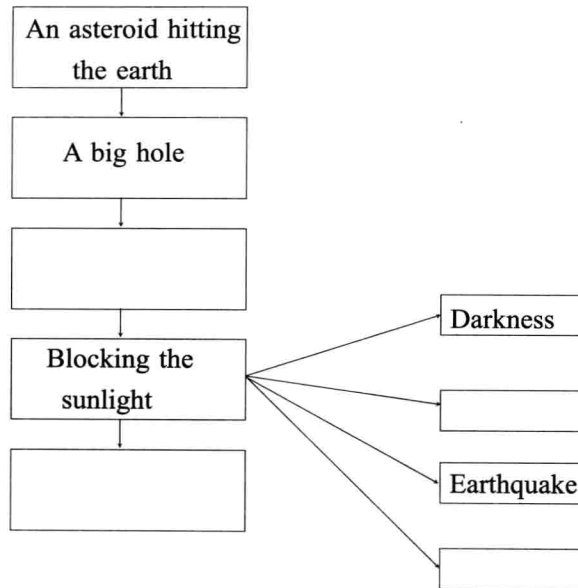 An asteroid hitting
the earth
A big hole
Blocking the
sunlight
Darkness
Earthquake